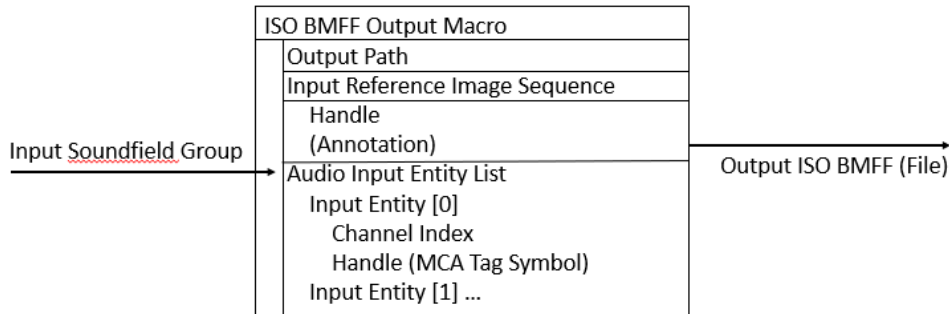 ISO BMFF Output Macro
Output Path
Input Reference Image Sequence
Handle
(Annotation)
Input Soundfield Group
Output ISO BMFF (File)
Audio Input Entity List
Input Entity [0]
Channel Index
Handle (MCA Tag Symbol)
Input Entity [1] ...